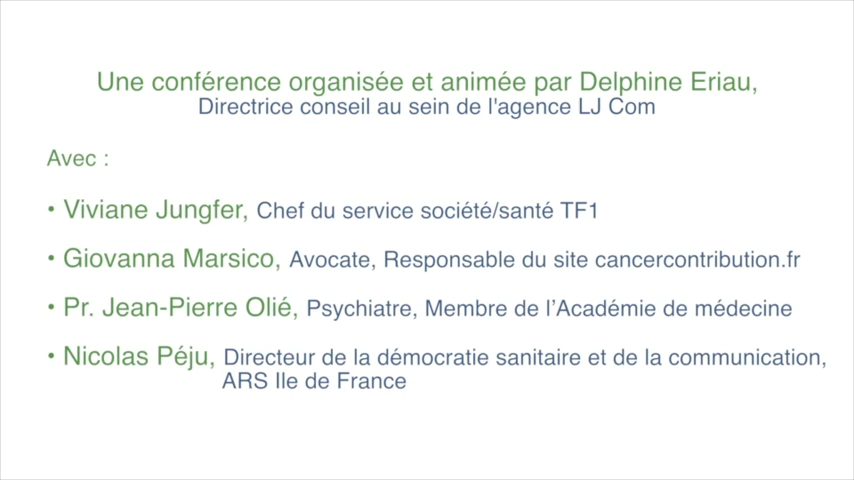 Une conférence organisée et animée par Delphine Eriau,
Directrice conseil au sein de l'agence LJ Com
Avec :
• Viviane Jungfer, Chef du service société/santé TF1
• Giovanna Marsico, Avocate, Responsable du site cancercontribution.fr
• Pr. Jean-Pierre Olié, Psychiatre, Membre de l’Académie de médecine
• Nicolas Péju, Directeur de la démocratie sanitaire et de la communication,
ARS Ile de France